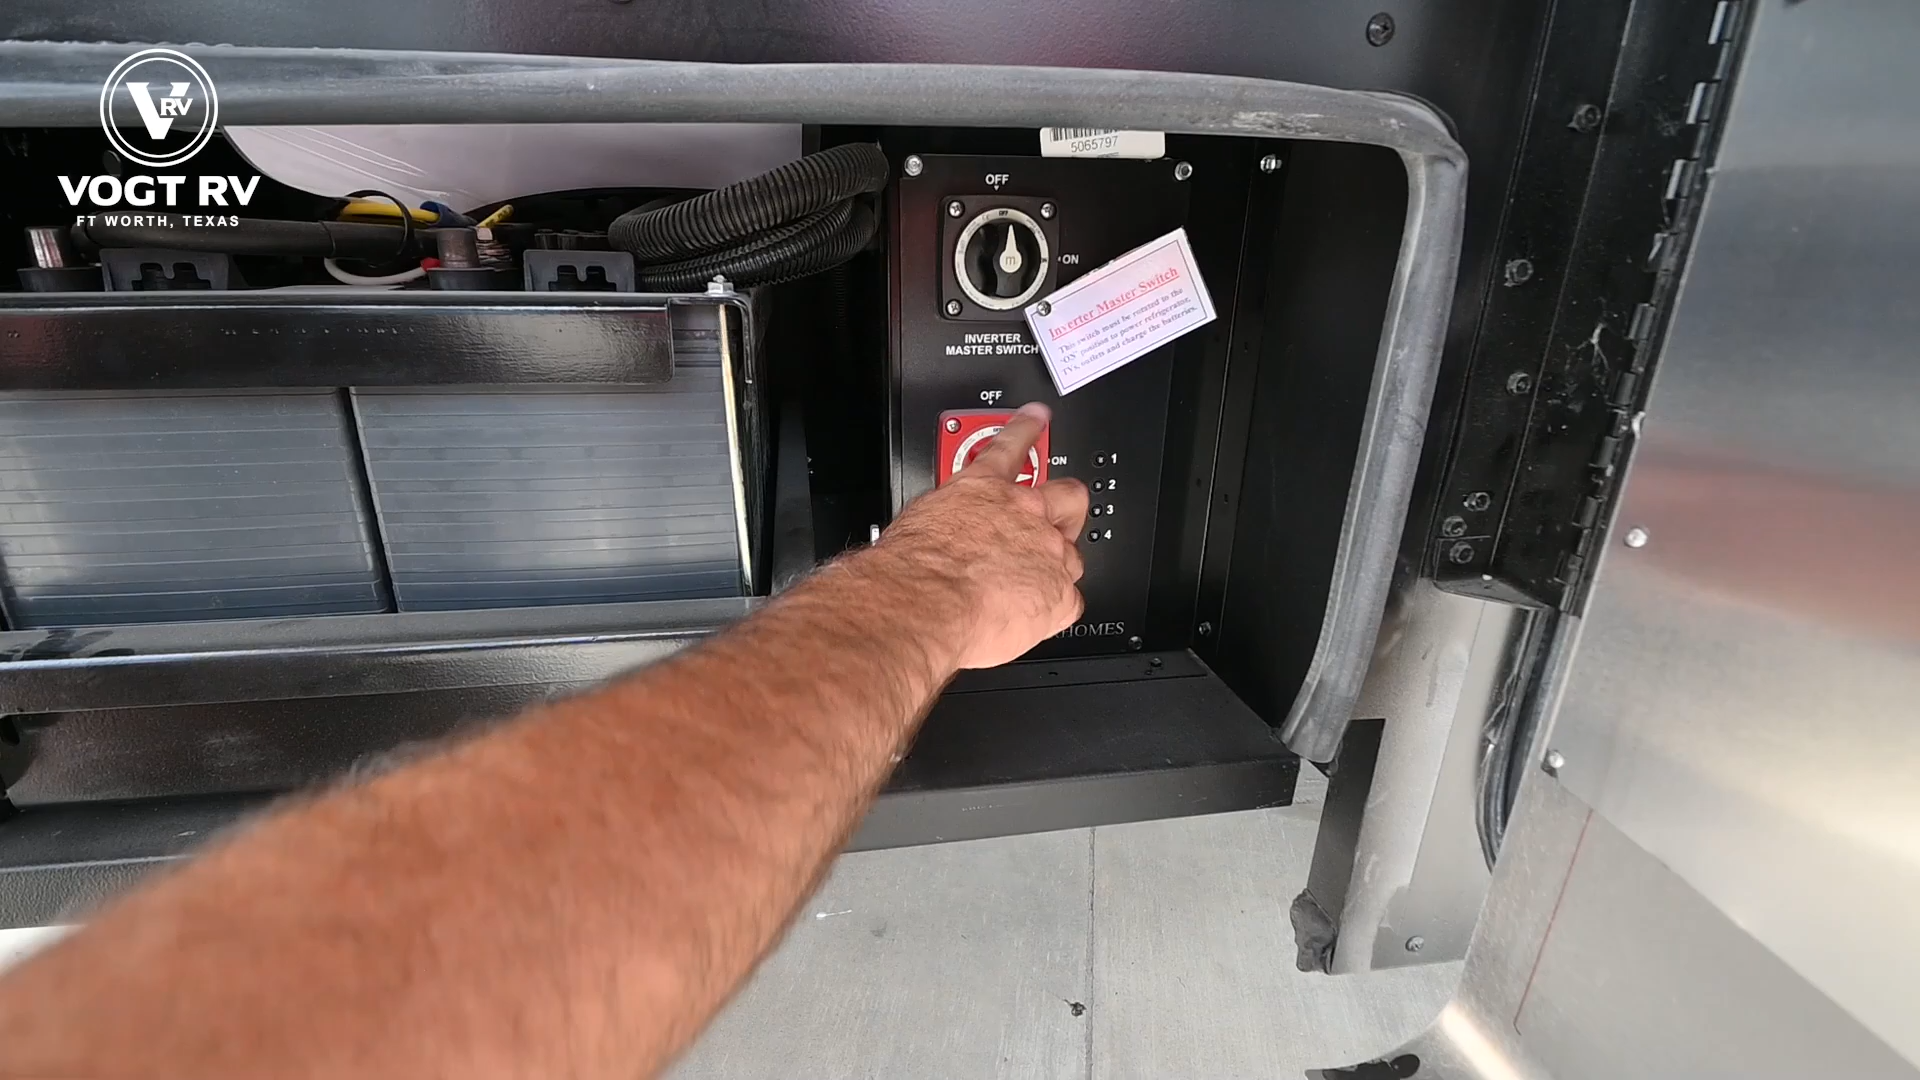 VRV
VOGT RV
FT WORTH, TEXAS
5065797
OFF
OFF
m
ON
INVERTER
MASTER SWITCH
Inverter Master Switch
This switch must be rotated to the
"ON" position to power refrigerator,
TVs, outlets and charge the batteries.
OFF
ON
1
2
3
4
HOMES